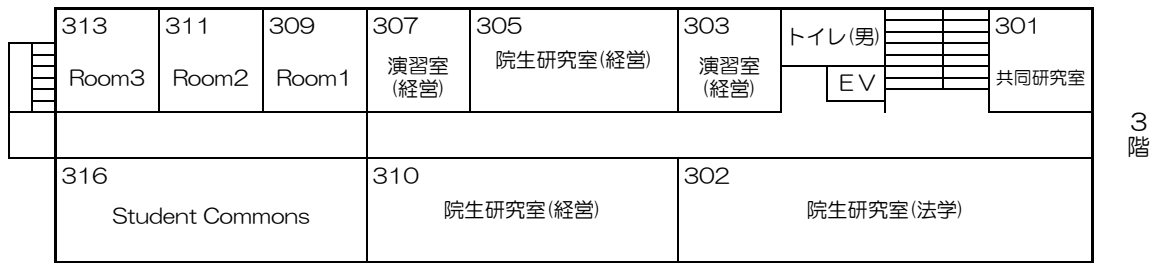 313
Room3
311
Room2
309
Room1
307
演習室
(経営)
305
院生研究室(経営)
303
演習室
(経営)
トイレ(男)
EV
301
共同研究室
3階
316
Student Commons
310
院生研究室(経営)
302
院生研究室(法学)